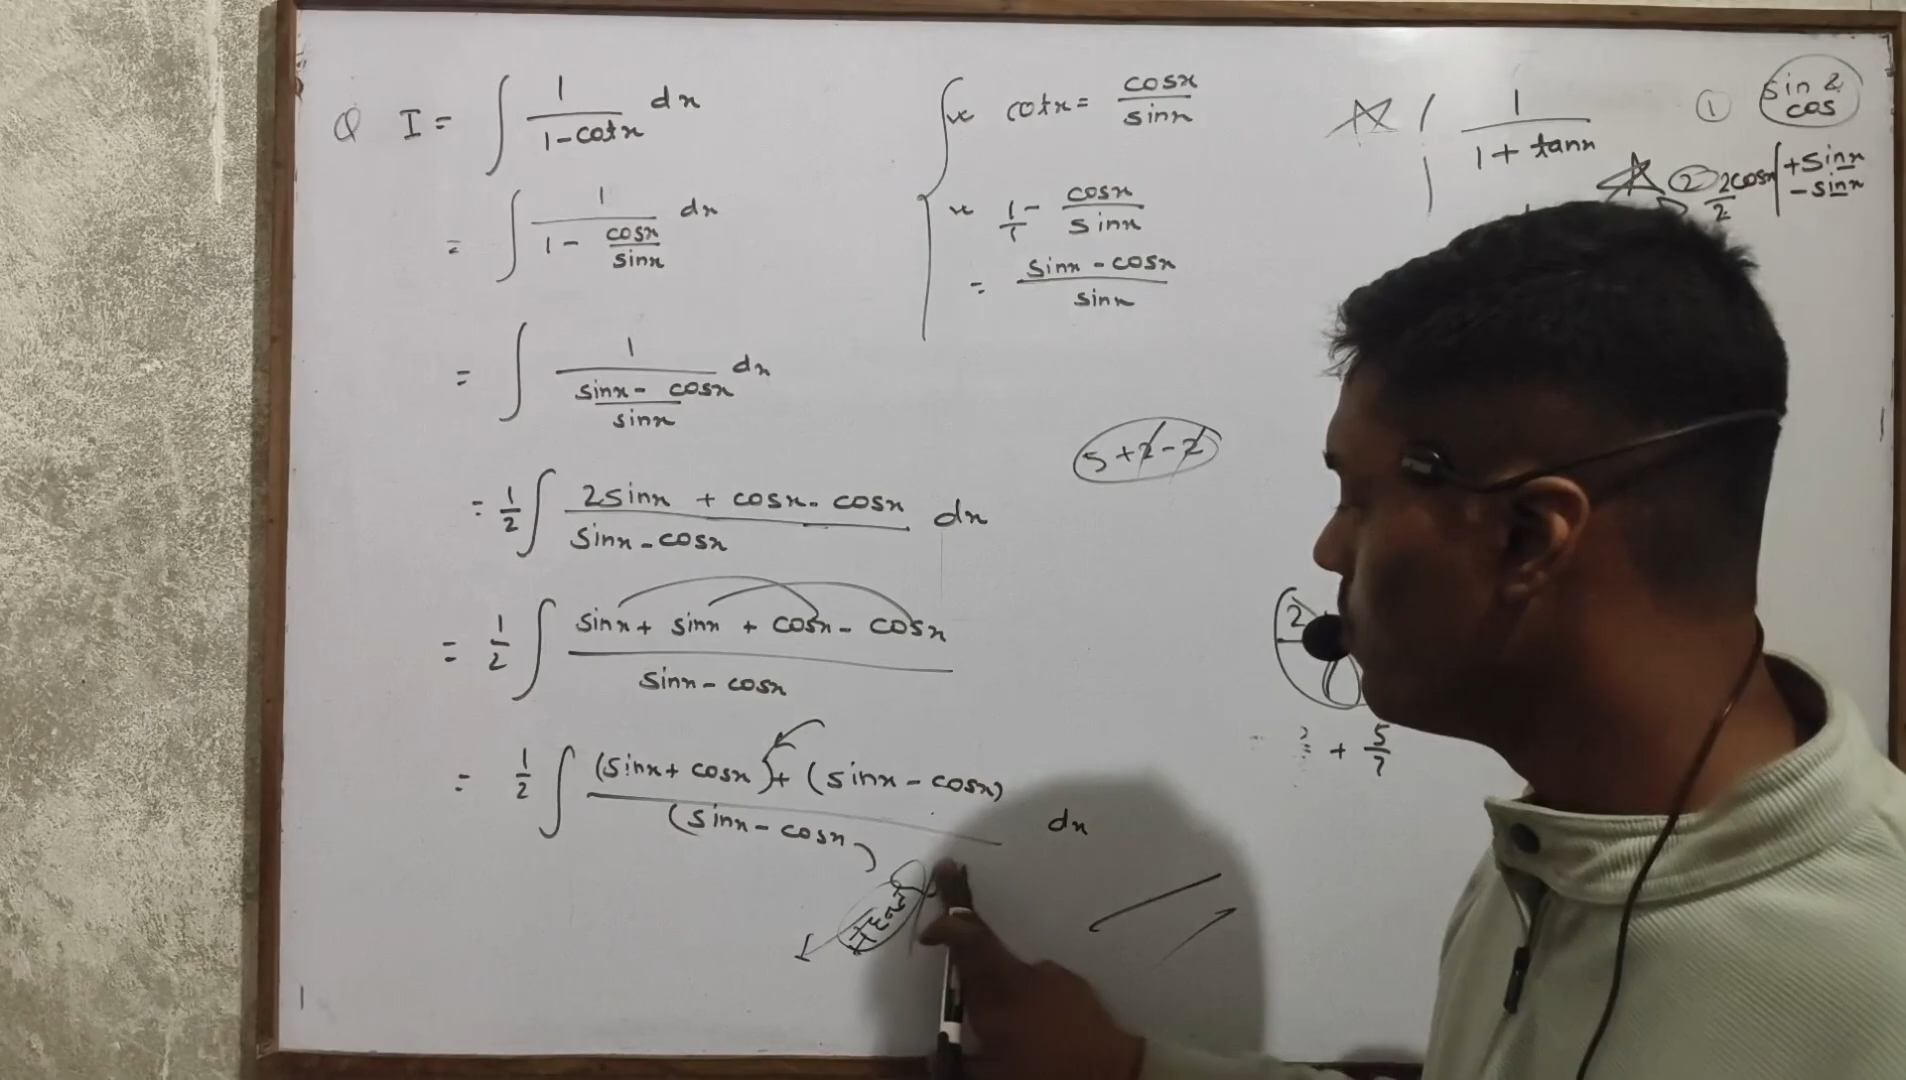 Q I = ∫ 1/(1-cotx) dx
= ∫ 1/(1 - cosx/sinx) dx
= ∫ 1/((sinx - cosx)/sinx) dx
= 1/2 ∫ (2sinx + cosx - cosx)/(sinx - cosx) dx
= 1/2 ∫ (sinx + sinx + cosx - cosx)/(sinx - cosx)
= 1/2 ∫ ((sinx + cosx) + (sinx - cosx))/(sinx - cosx) dx
cotx = cosx/sinx
1/1 - cosx/sinx
= (sinx - cosx)/sinx
5+2-2
1/(1 + tanx)
① sin & cos
② 2cosx/2 +sinx -sinx
2
+ 5/2